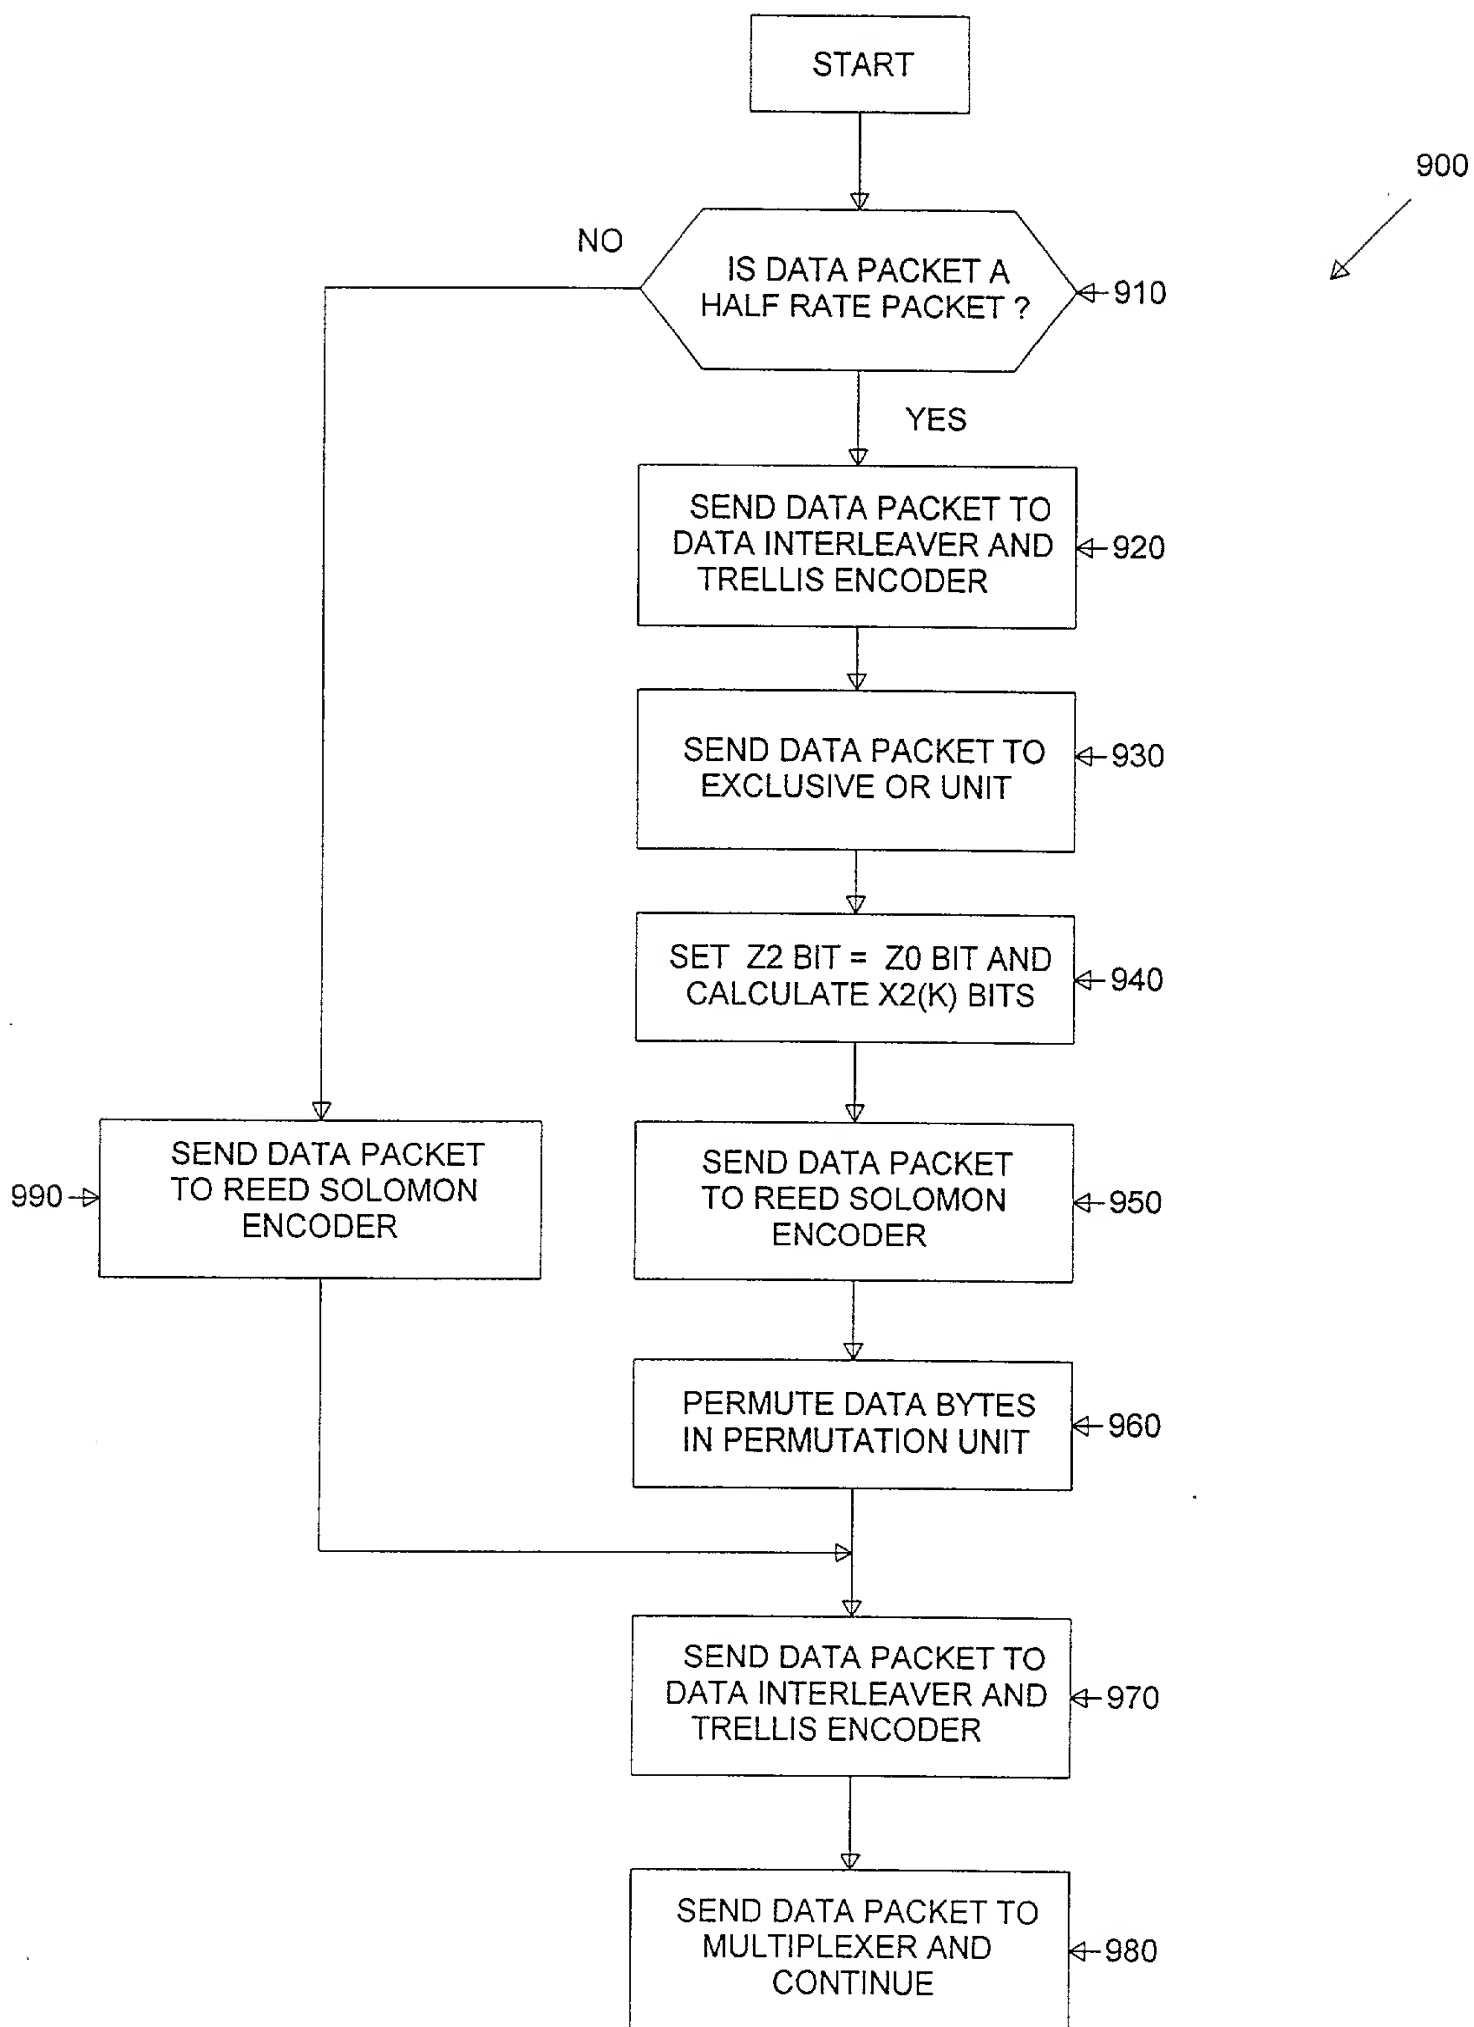 START
900
NO
IS DATA PACKET A
HALF RATE PACKET ?
910
YES
SEND DATA PACKET TO
DATA INTERLEAVER AND
TRELLIS ENCODER
920
SEND DATA PACKET TO
EXCLUSIVE OR UNIT
930
SET Z2 BIT = Z0 BIT AND
CALCULATE X2(K) BITS
940
SEND DATA PACKET
TO REED SOLOMON
ENCODER
990
SEND DATA PACKET
TO REED SOLOMON
ENCODER
950
PERMUTE DATA BYTES
IN PERMUTATION UNIT
960
SEND DATA PACKET TO
DATA INTERLEAVER AND
TRELLIS ENCODER
970
SEND DATA PACKET TO
MULTIPLEXER AND
CONTINUE
980